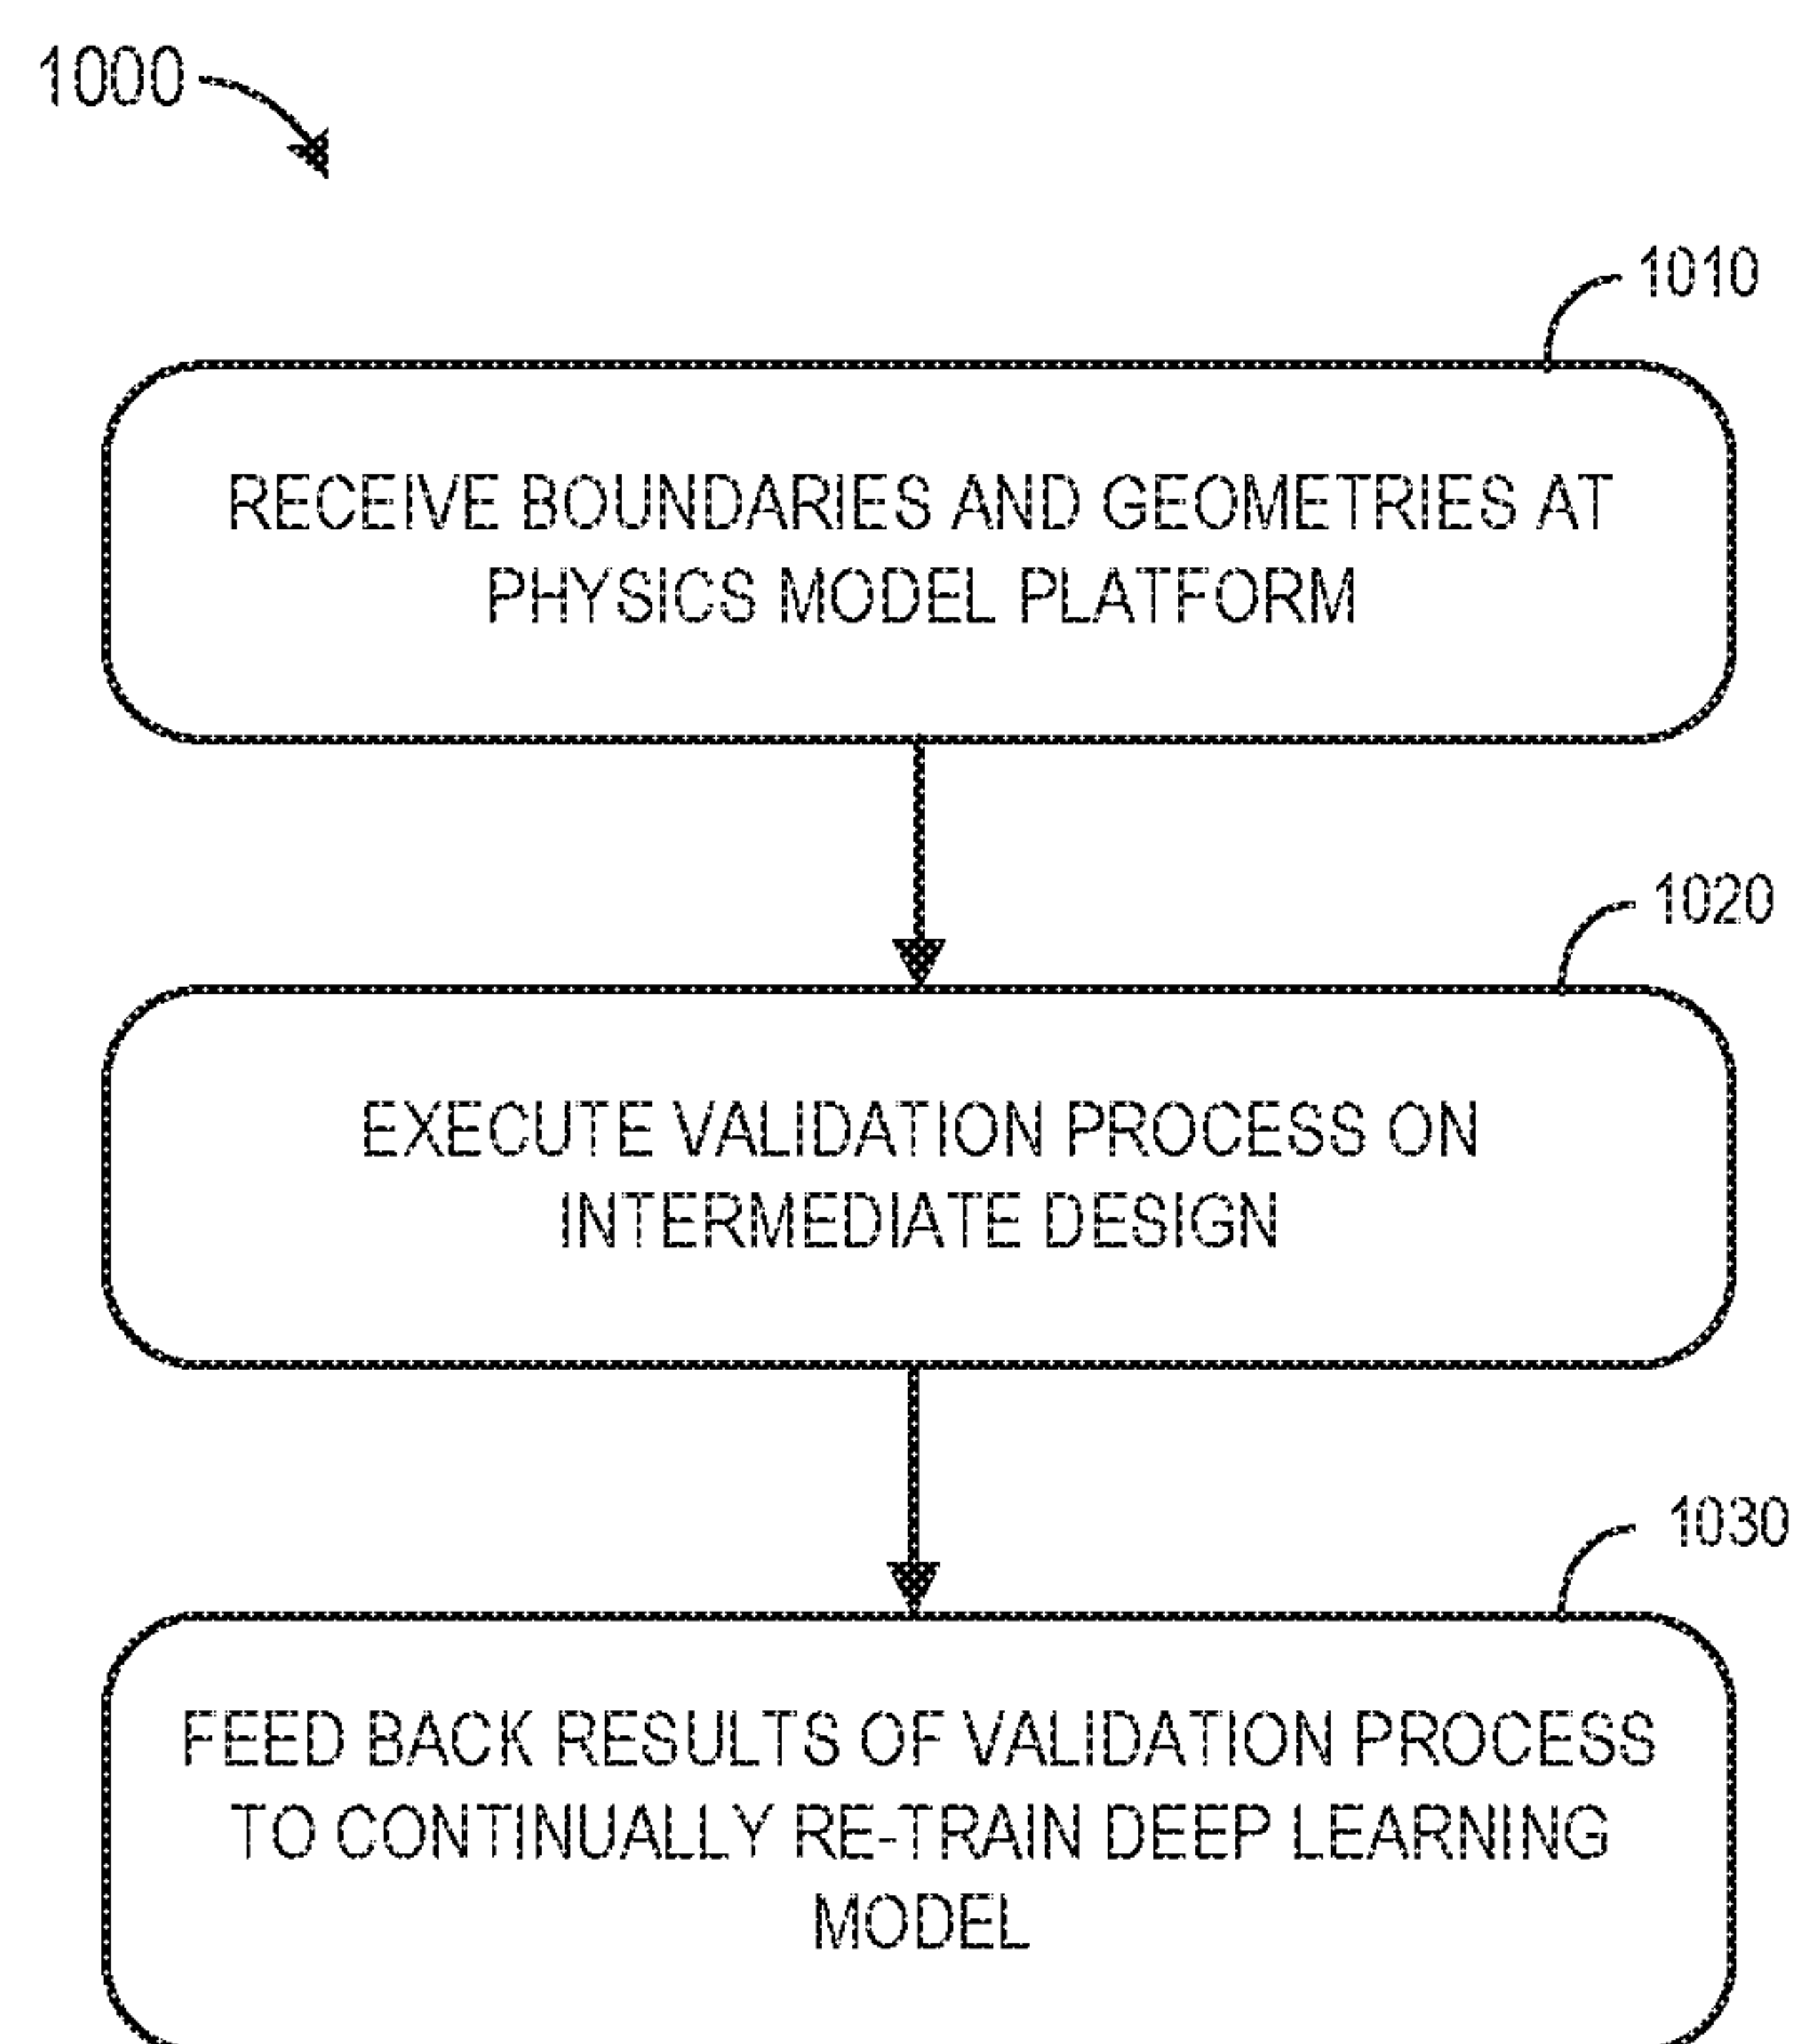 1000
1010
RECEIVE BOUNDARIES AND GEOMETRIES AT
PHYSICS MODEL PLATFORM
1020
EXECUTE VALIDATION PROCESS ON
INTERMEDIATE DESIGN
1030
FEED BACK RESULTS OF VALIDATION PROCESS
TO CONTINUALLY RE-TRAIN DEEP LEARNING
MODEL